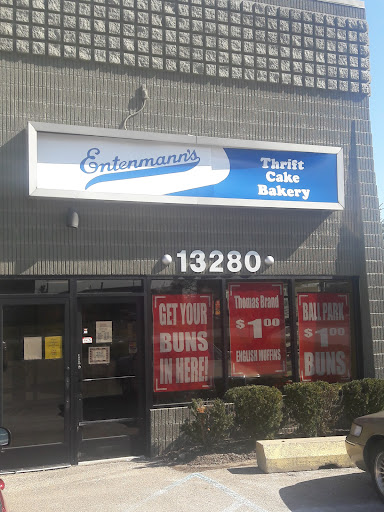 Entenmann's
Thrift
Cake
Bakery
13280
GET YOUR
BUNS
IN HERE!
Thomas Brand
$1.00
ENGLISH MUFFINS
BALL PARK
$1.00
BUNS